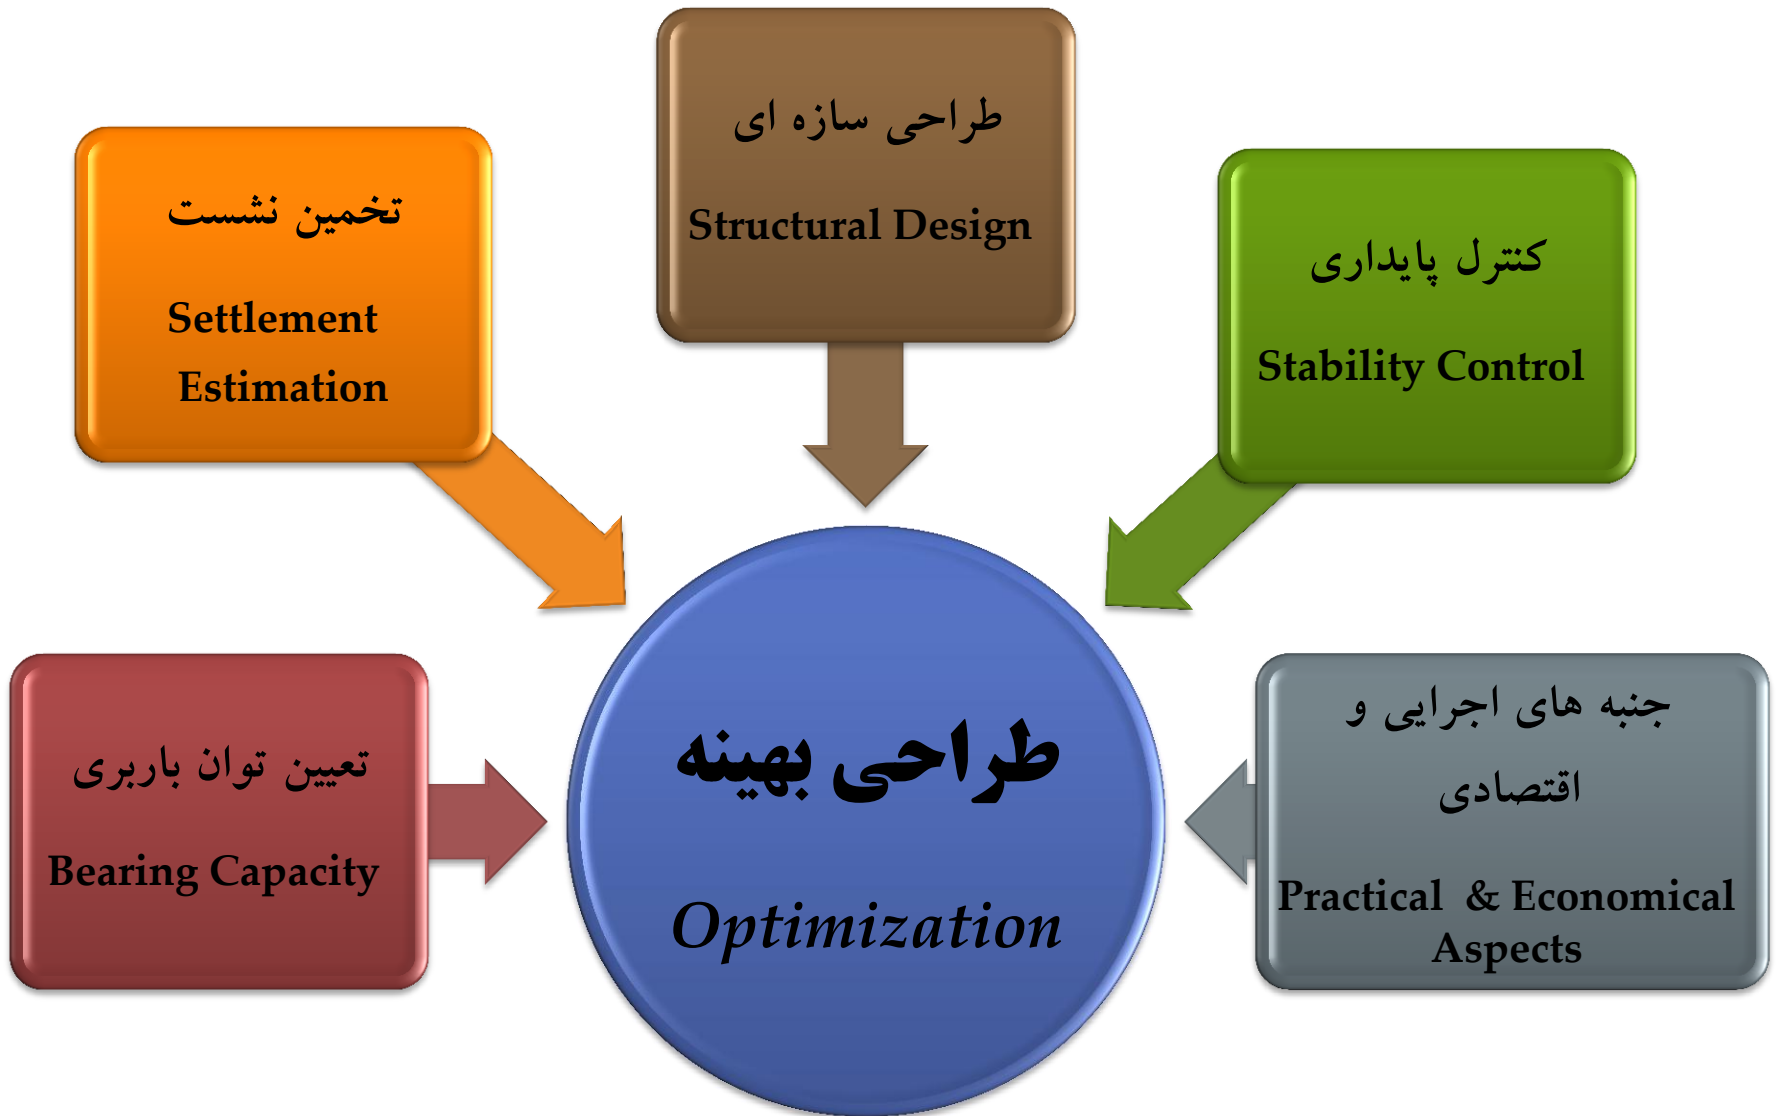 طراحی سازه ای
Structural Design
تخمین نشست
Settlement
Estimation
کنترل پایداری
Stability Control
تعیین توان باربری
Bearing Capacity
طراحی بهینه
Optimization
جنبه های اجرایی و
اقتصادی
Practical & Economical
Aspects